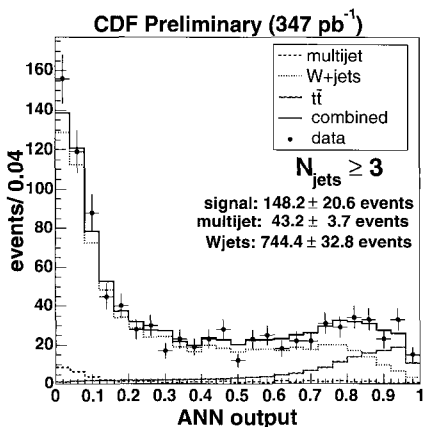 CDF Preliminary (347 pb⁻¹)
multijet
W+jets
tt̄
combined
data
N_jets ≥ 3
signal: 148.2 ± 20.6 events
multijet: 43.2 ± 3.7 events
Wjets: 744.4 ± 32.8 events
events/ 0.04
160
140
120
100
80
60
40
20
0
0 0.1 0.2 0.3 0.4 0.5 0.6 0.7 0.8 0.9 1
ANN output